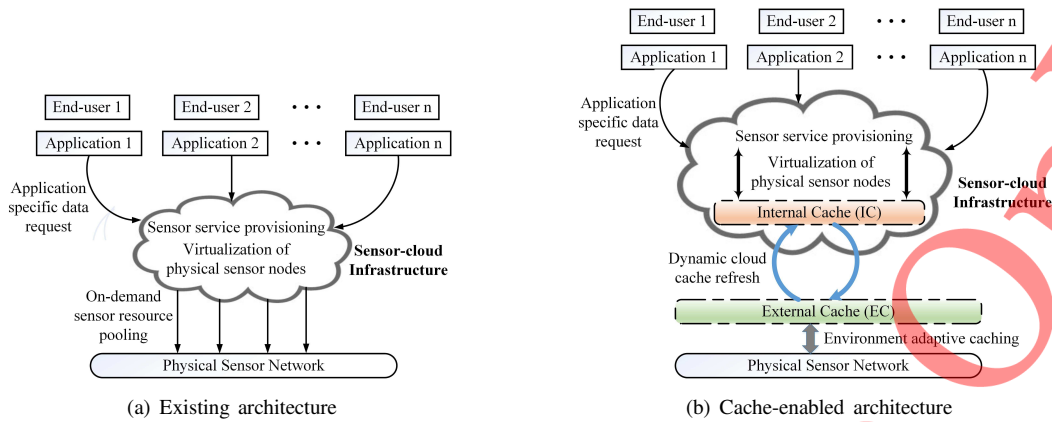 End-user 1 End-user 2 • • • End-user n
Application 1 Application 2 • • • Application n
Application
specific data
request
Sensor service provisioning
Virtualization of
physical sensor nodes
Sensor-cloud
Infrastructure
On-demand
sensor resource
pooling
Physical Sensor Network
(a) Existing architecture
End-user 1 End-user 2 • • • End-user n
Application 1 Application 2 • • • Application n
Application
specific data
request
Sensor service provisioning
Virtualization of
physical sensor nodes
Sensor-cloud
Infrastructure
Internal Cache (IC)
Dynamic cloud
cache refresh
External Cache (EC)
Environment adaptive caching
Physical Sensor Network
(b) Cache-enabled architecture